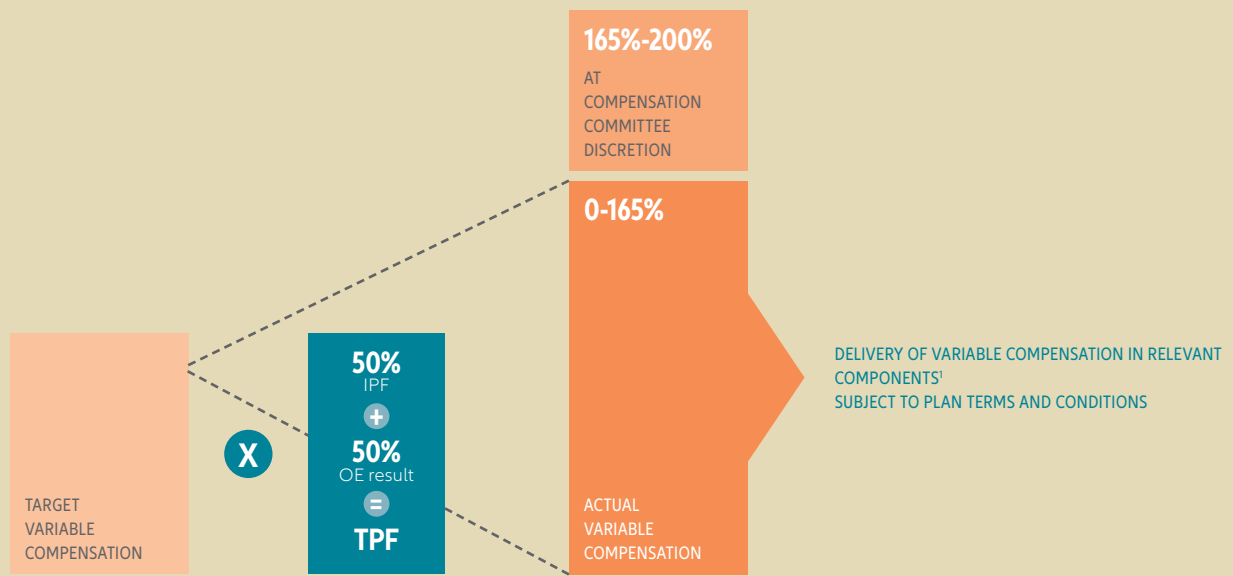 165%-200%
AT
COMPENSATION
COMMITTEE
DISCRETION
0-165%
ACTUAL
VARIABLE
COMPENSATION
TARGET
VARIABLE
COMPENSATION
X
50%
IPF
+
50%
OE result
=
TPF
DELIVERY OF VARIABLE COMPENSATION IN RELEVANT
COMPONENTS¹
SUBJECT TO PLAN TERMS AND CONDITIONS